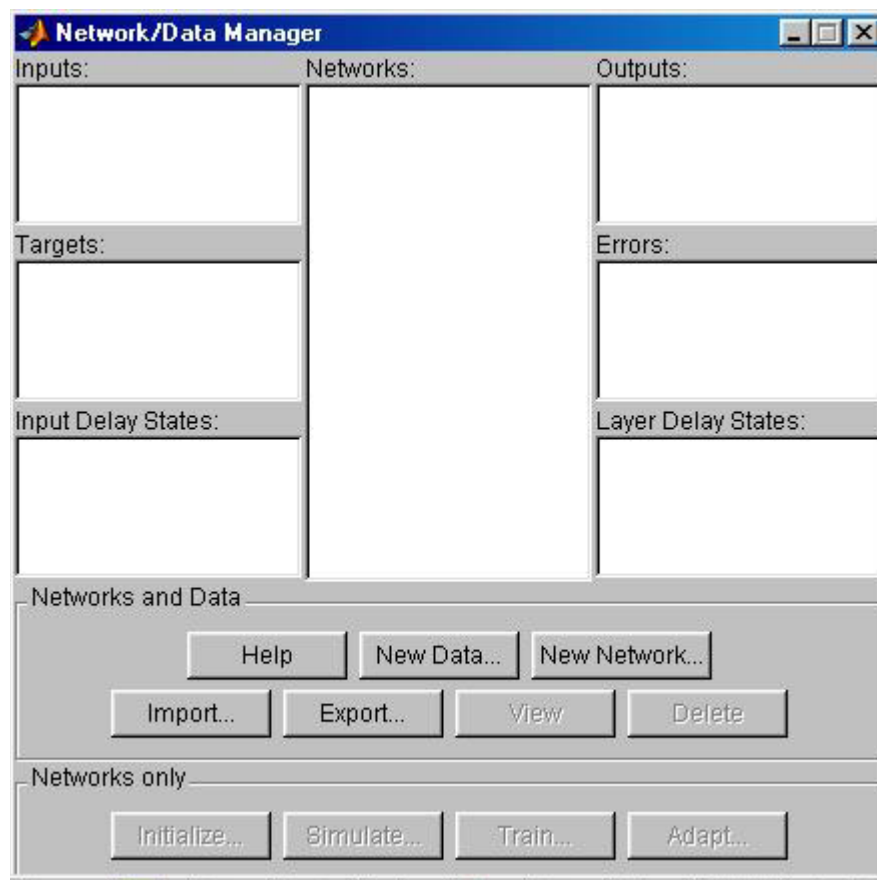 Network/Data Manager
Inputs: Networks: Outputs:
Targets: Errors:
Input Delay States: Layer Delay States:
Networks and Data
Help New Data... New Network...
Import... Export... View Delete
Networks only
Initialize... Simulate... Train... Adapt...